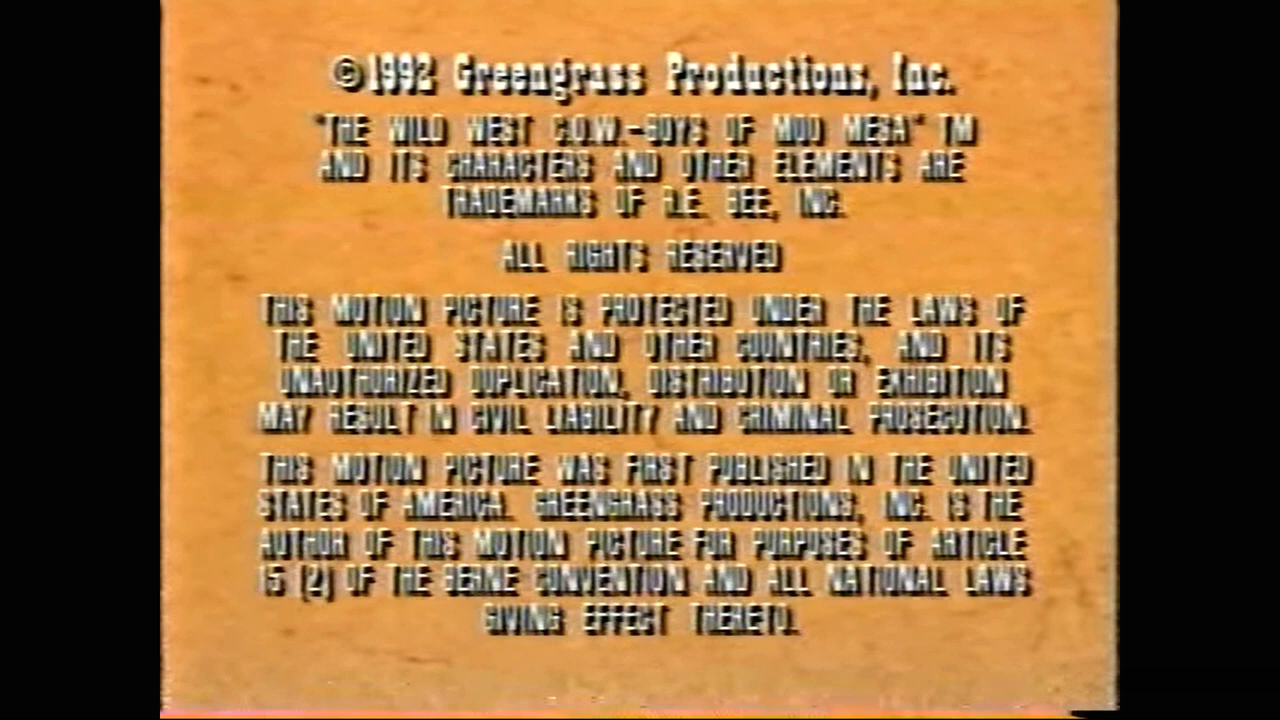 ©1992 Greengrass Productions, Inc.
"THE WILD WEST C.O.W.-BOYS OF MOO MESA" TM
AND ITS CHARACTERS AND OTHER ELEMENTS ARE
TRADEMARKS OF R.E. BEE, INC.
ALL RIGHTS RESERVED
THIS MOTION PICTURE IS PROTECTED UNDER THE LAWS OF
THE UNITED STATES AND OTHER COUNTRIES, AND ITS
UNAUTHORIZED DUPLICATION, DISTRIBUTION OR EXHIBITION
MAY RESULT IN CIVIL LIABILITY AND CRIMINAL PROSECUTION.
THIS MOTION PICTURE WAS FIRST PUBLISHED IN THE UNITED
STATES OF AMERICA. GREENGRASS PRODUCTIONS, INC. IS THE
AUTHOR OF THIS MOTION PICTURE FOR PURPOSES OF ARTICLE
15 (2) OF THE BERNE CONVENTION AND ALL NATIONAL LAWS
GIVING EFFECT THERETO.